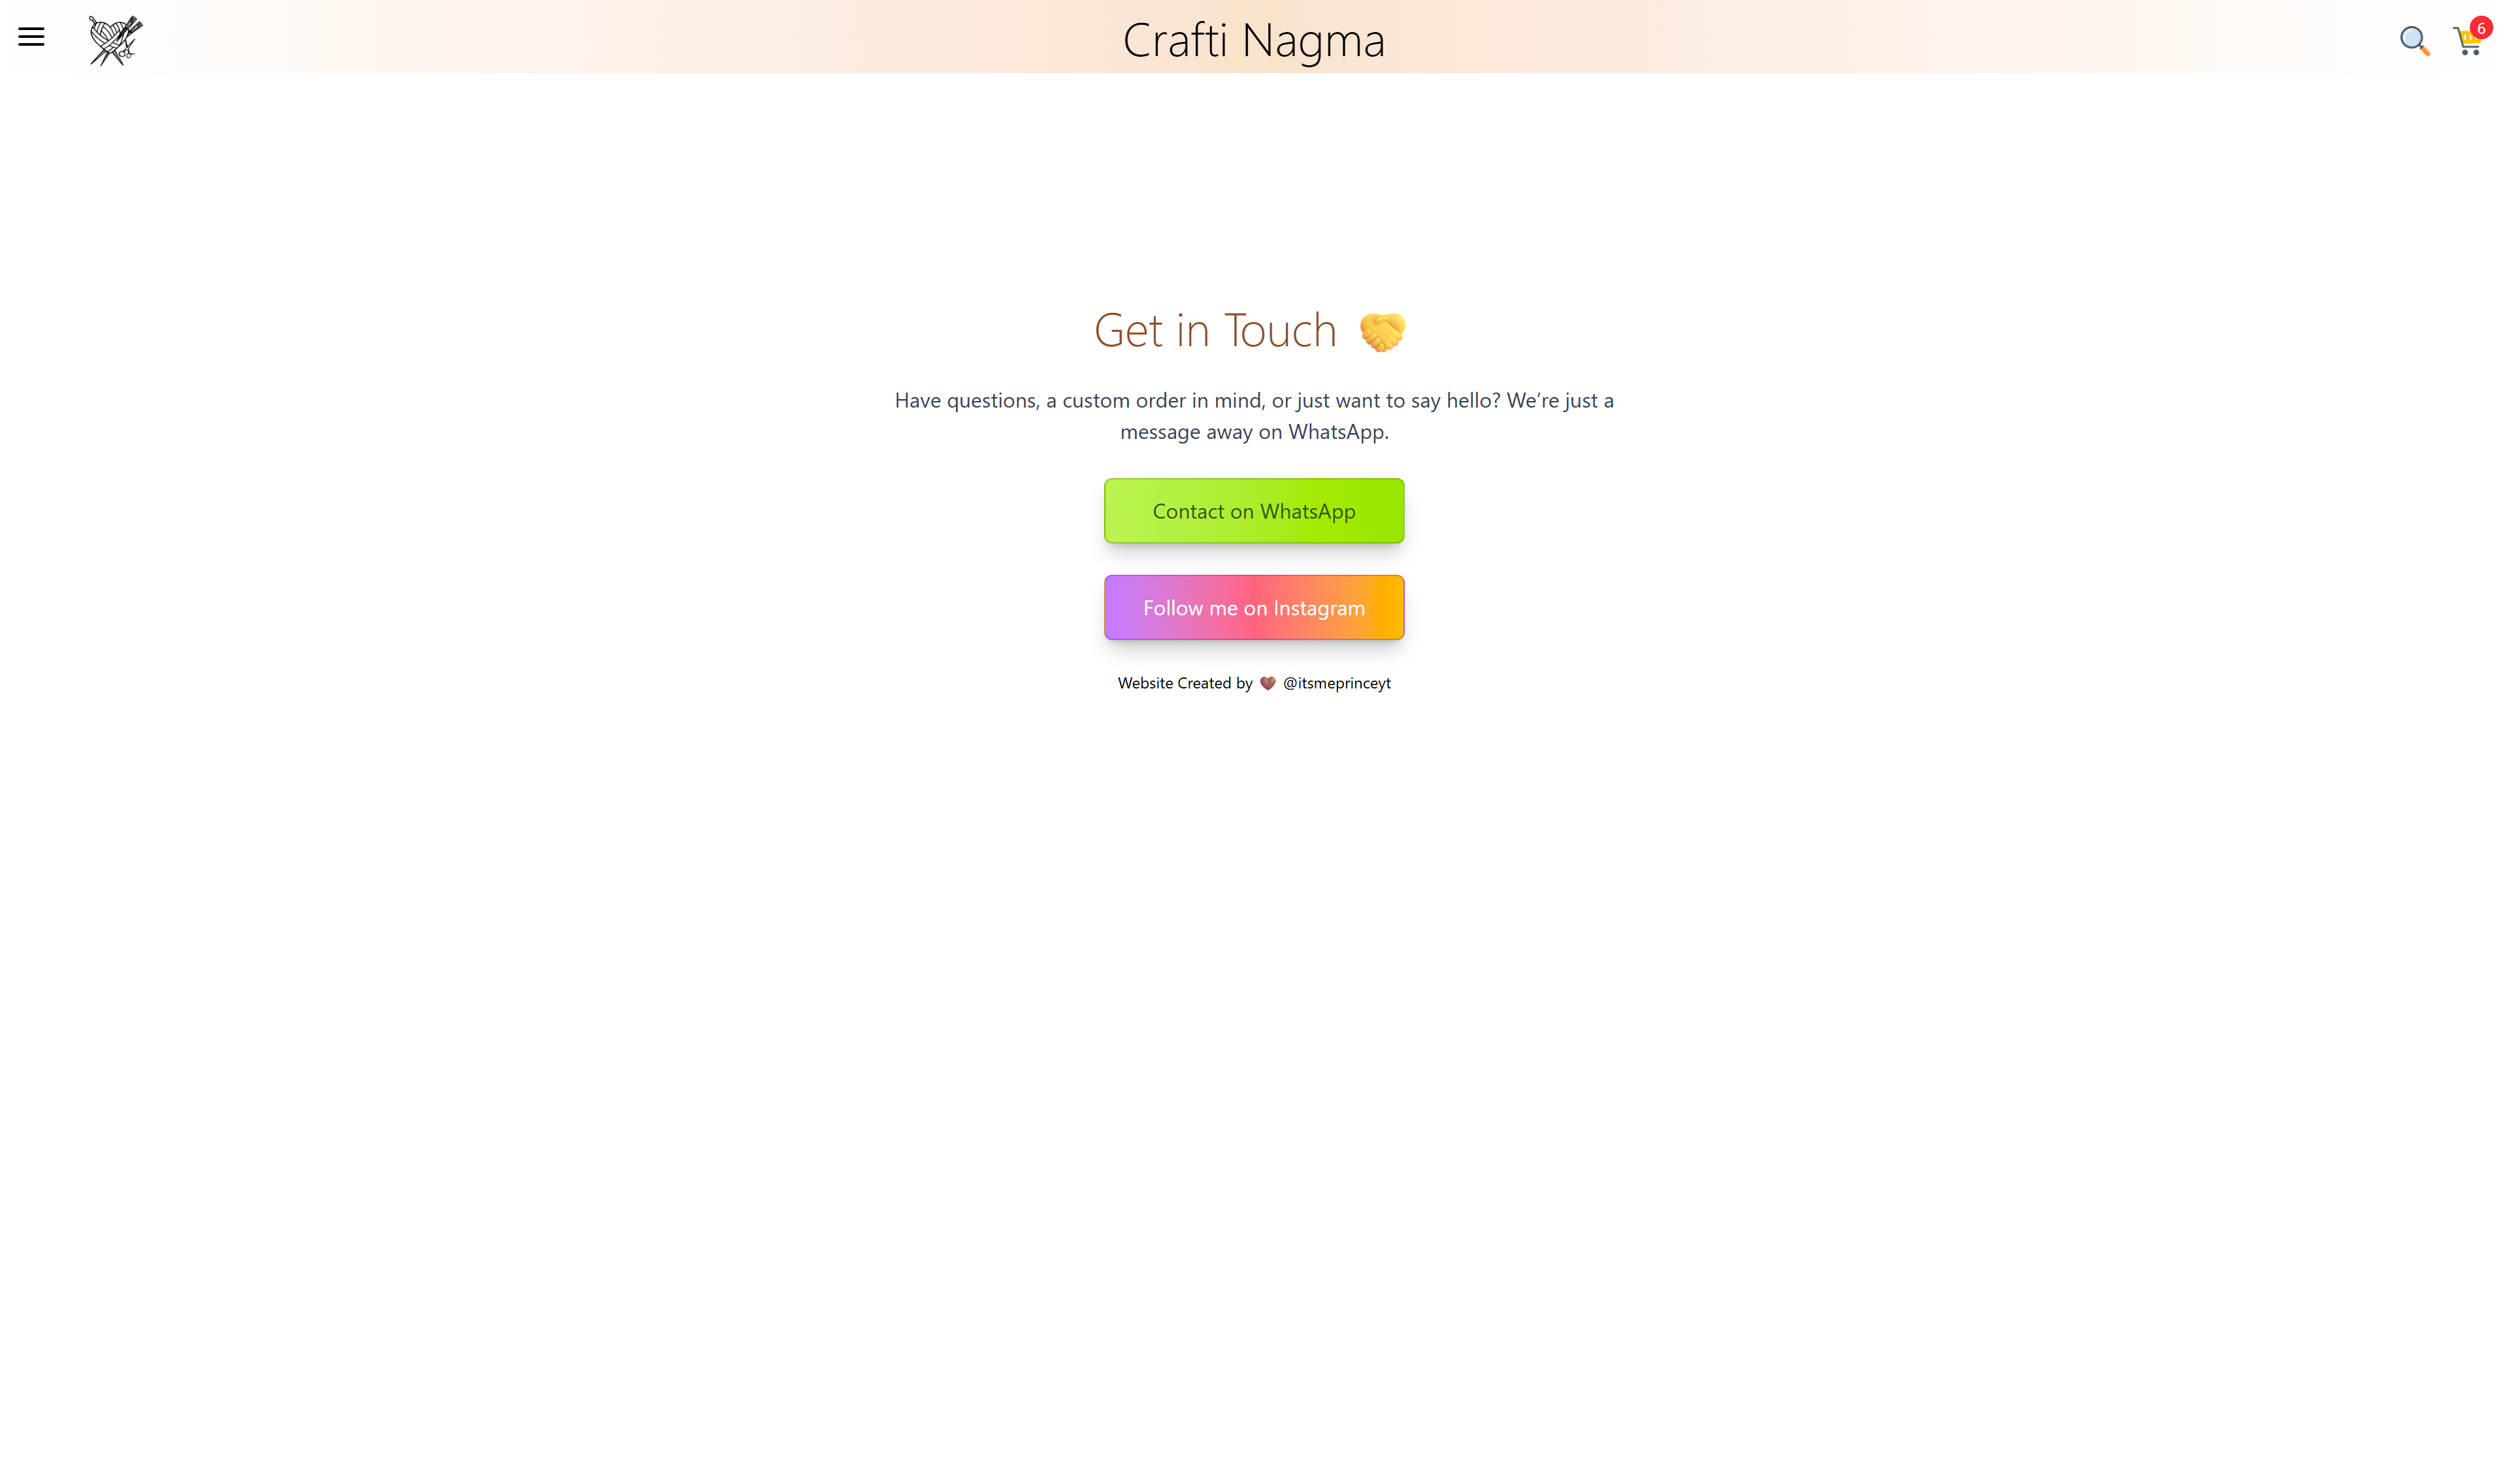 Crafti Nagma
6
Get in Touch 🤝
Have questions, a custom order in mind, or just want to say hello? We’re just a
message away on WhatsApp.
Contact on WhatsApp
Follow me on Instagram
Website Created by 🤎 @itsmeprinceyt